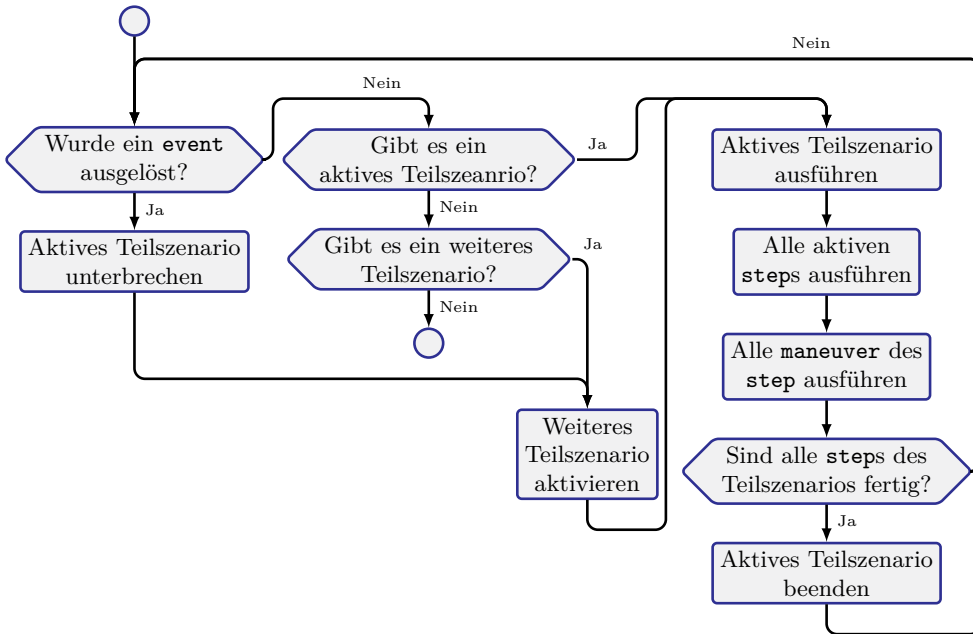 Nein
Nein
Wurde ein event
ausgelöst?
Gibt es ein
aktives Teilszeanrio?
Ja
Aktives Teilszenario
ausführen
Ja
Nein
Aktives Teilszenario
unterbrechen
Gibt es ein weiteres
Teilszenario?
Ja
Alle aktiven
steps ausführen
Nein
Alle maneuver des
step ausführen
Weiteres
Teilszenario
aktivieren
Sind alle steps des
Teilszenarios fertig?
Ja
Aktives Teilszenario
beenden